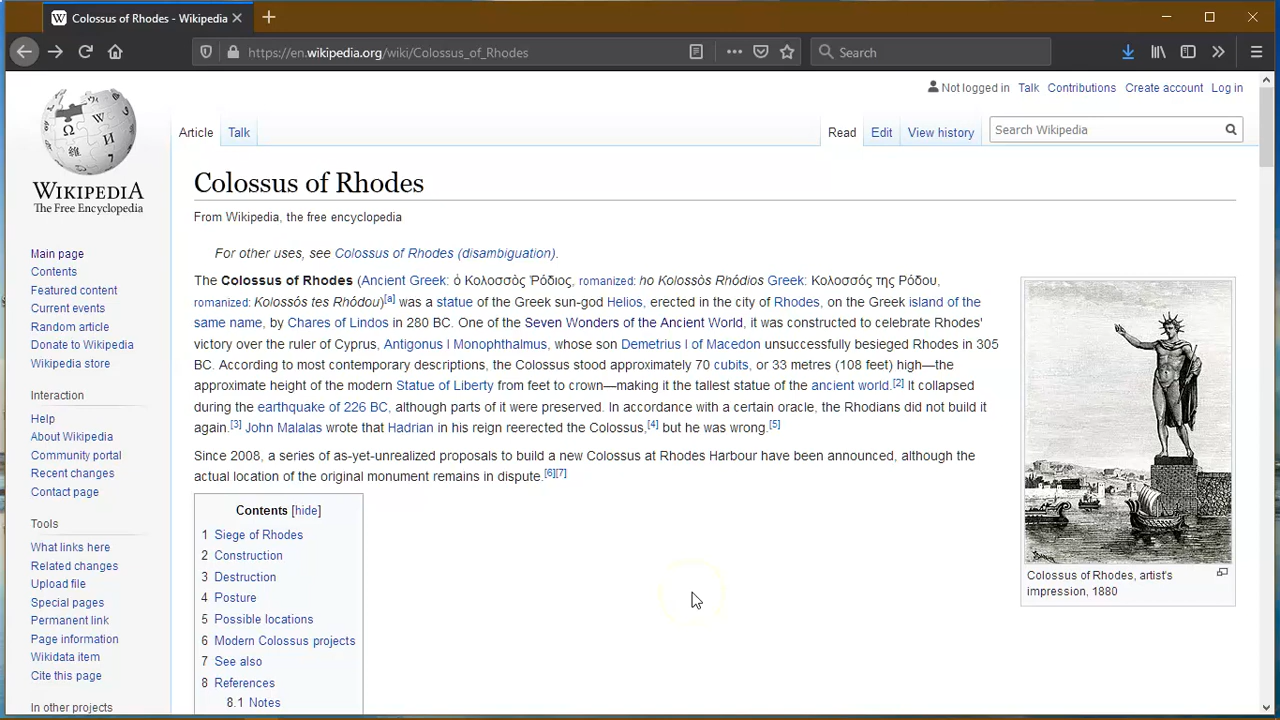 Colossus of Rhodes - Wikipedia
https://en.wikipedia.org/wiki/Colossus_of_Rhodes
Search
Not logged in Talk Contributions Create account Log in
Article Talk Read Edit View history Search Wikipedia
WIKIPEDIA
The Free Encyclopedia
Main page
Contents
Featured content
Current events
Random article
Donate to Wikipedia
Wikipedia store
Interaction
Help
About Wikipedia
Community portal
Recent changes
Contact page
Tools
What links here
Related changes
Upload file
Special pages
Permanent link
Page information
Wikidata item
Cite this page
In other projects
Colossus of Rhodes
From Wikipedia, the free encyclopedia
For other uses, see Colossus of Rhodes (disambiguation).
The Colossus of Rhodes (Ancient Greek: ὁ Κολοσσὸς Ῥόδιος, romanized: ho Kolossòs Rhódios Greek: Κολοσσός της Ρόδου,
romanized: Kolossós tes Rhódou)[a] was a statue of the Greek sun-god Helios, erected in the city of Rhodes, on the Greek island of the
same name, by Chares of Lindos in 280 BC. One of the Seven Wonders of the Ancient World, it was constructed to celebrate Rhodes'
victory over the ruler of Cyprus, Antigonus I Monophthalmus, whose son Demetrius I of Macedon unsuccessfully besieged Rhodes in 305
BC. According to most contemporary descriptions, the Colossus stood approximately 70 cubits, or 33 metres (108 feet) high—the
approximate height of the modern Statue of Liberty from feet to crown—making it the tallest statue of the ancient world.[2] It collapsed
during the earthquake of 226 BC, although parts of it were preserved. In accordance with a certain oracle, the Rhodians did not build it
again.[3] John Malalas wrote that Hadrian in his reign reerected the Colossus,[4] but he was wrong.[5]
Since 2008, a series of as-yet-unrealized proposals to build a new Colossus at Rhodes Harbour have been announced, although the
actual location of the original monument remains in dispute.[6][7]
Contents [hide]
1 Siege of Rhodes
2 Construction
3 Destruction
4 Posture
5 Possible locations
6 Modern Colossus projects
7 See also
8 References
8.1 Notes
Colossus of Rhodes, artist's
impression, 1880